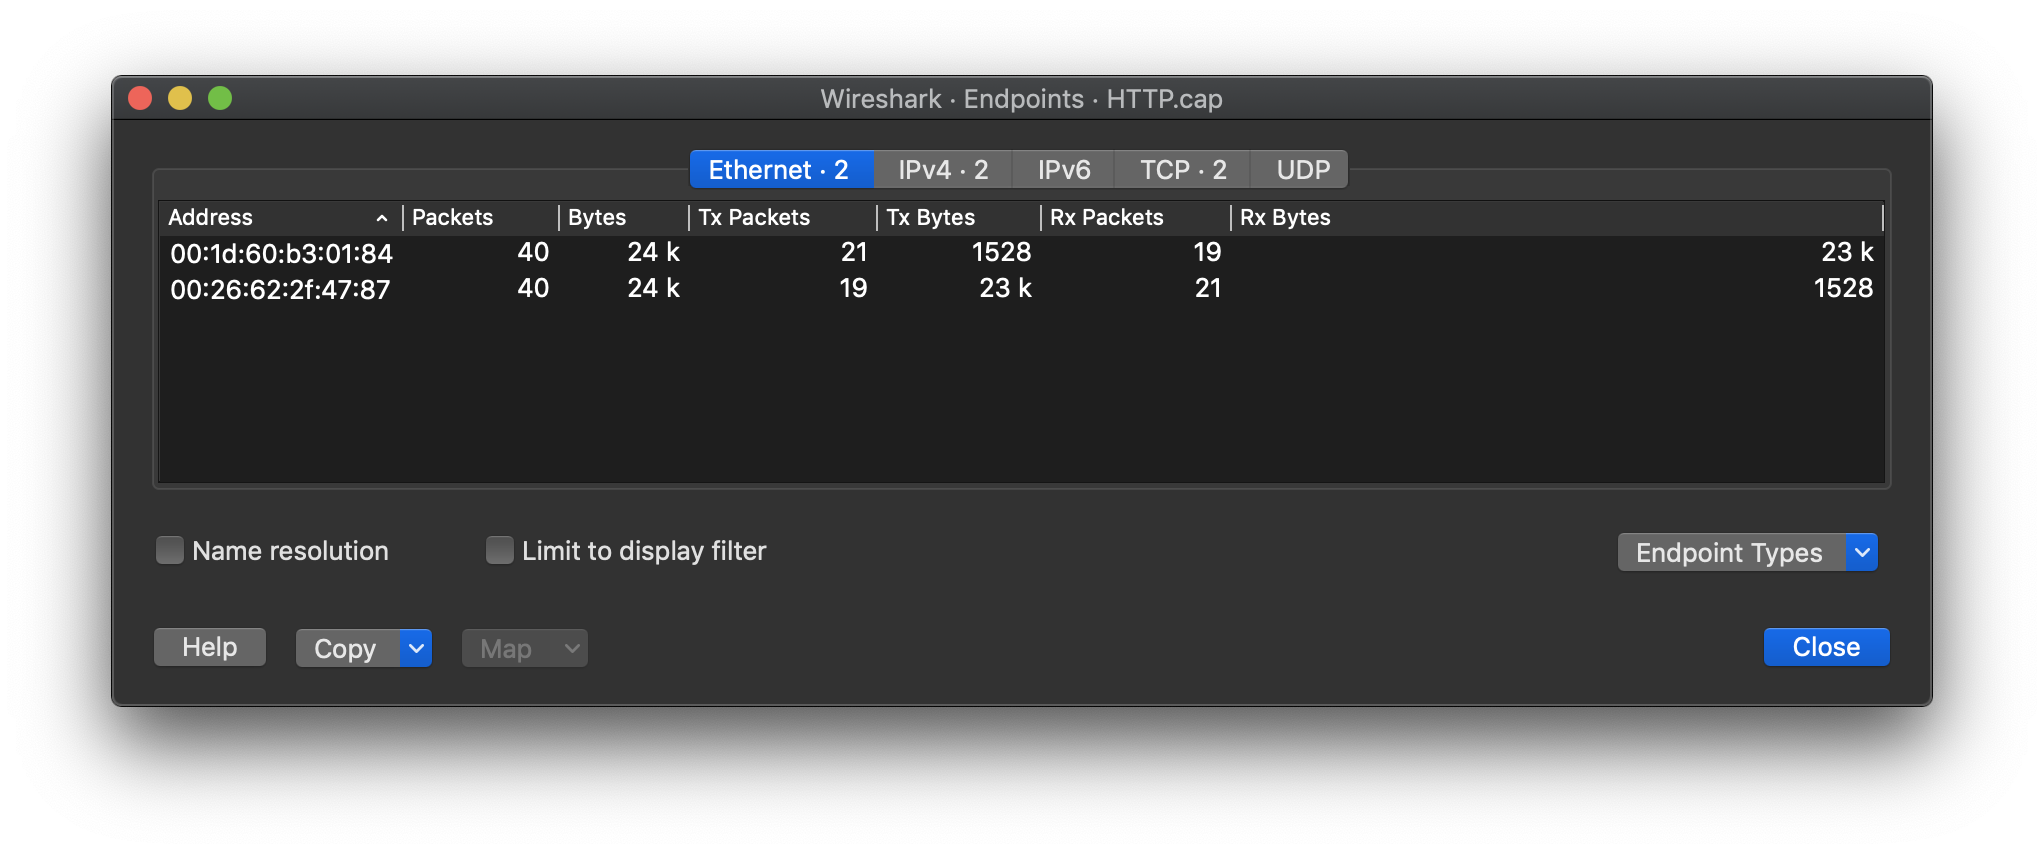 Wireshark · Endpoints · HTTP.cap
Ethernet · 2 IPv4 · 2 IPv6 TCP · 2 UDP
Address Packets Bytes Tx Packets Tx Bytes Rx Packets Rx Bytes
00:1d:60:b3:01:84 40 24 k 21 1528 19 23 k
00:26:62:2f:47:87 40 24 k 19 23 k 21 1528
Name resolution Limit to display filter Endpoint Types
Help Copy Map Close